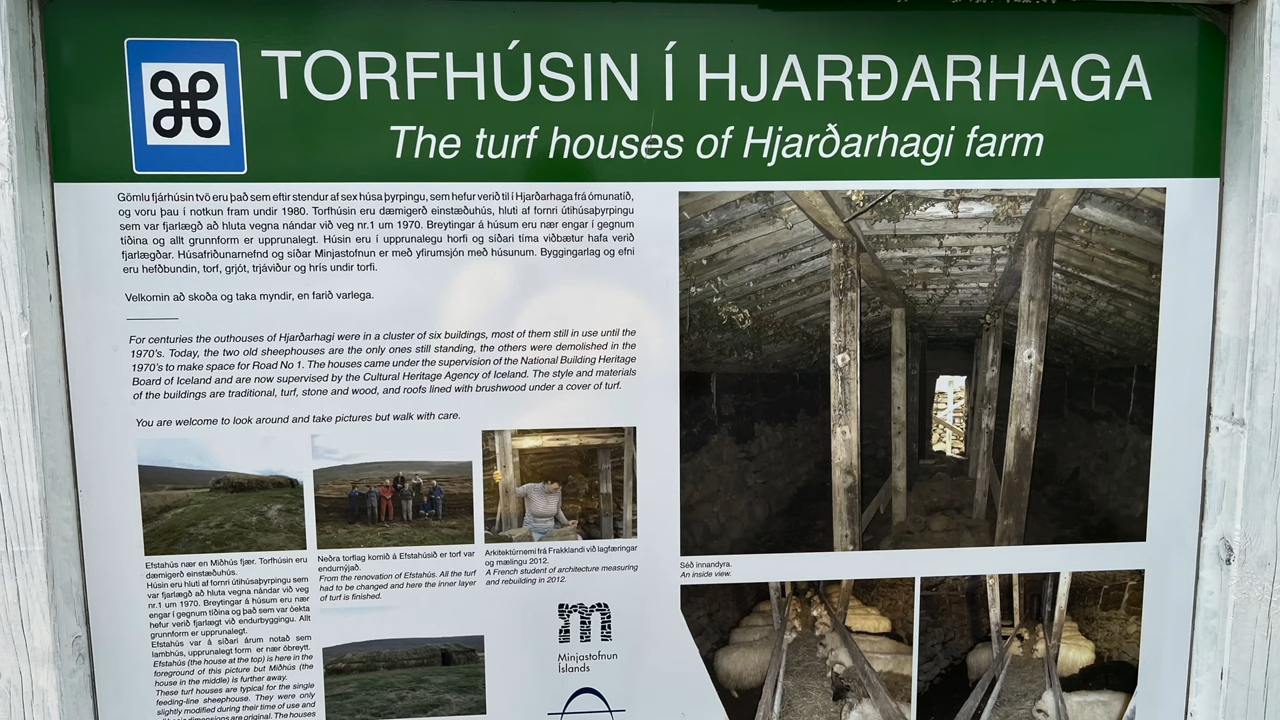 TORFHÚSIN Í HJARÐARHAGA
The turf houses of Hjarðarhagi farm
Gömlu fjárhúsin tvö eru það sem eftir stendur af sex húsa þyrpingu, sem hefur verið til í Hjarðarhaga frá ómunatíð,
og voru þau í notkun fram undir 1980. Torfhúsin eru dæmigerð einstæðuhús, hluti af fornri útihúsaþyrpingu
sem var fjarlægð að hluta vegna nándar við veg nr.1 um 1970. Breytingar á húsum eru nær engar í gegnum
tíðina og allt grunnform er upprunalegt. Húsin eru í upprunalegu horfi og síðari tíma viðbætur hafa verið
fjarlægðar. Húsafriðunarnefnd og síðar Minjastofnun er með yfirumsjón með húsunum. Byggingarlag og efni
eru hefðbundin, torf, grjót, trjáviður og hrís undir torfi.
Velkomin að skoða og taka myndir, en farið varlega.
For centuries the outhouses of Hjarðarhagi were in a cluster of six buildings, most of them still in use until the
1970's. Today, the two old sheephouses are the only ones still standing, the others were demolished in the
1970's to make space for Road No 1. The houses came under the supervision of the National Building Heritage
Board of Iceland and are now supervised by the Cultural Heritage Agency of Iceland. The style and materials
of the buildings are traditional, turf, stone and wood, and roofs lined with brushwood under a cover of turf.
You are welcome to look around and take pictures but walk with care.
Efstahús nær en Miðhús fjær. Torfhúsin eru
dæmigerð einstæðuhús.
Húsin eru hluti af fornri útihúsaþyrpingu sem
var fjarlægð að hluta vegna nándar við veg
nr.1 um 1970. Breytingar á húsum eru nær
engar í gegnum tíðina og það sem var óekta
hefur verið fjarlægt við endurbyggingu. Allt
grunnform er upprunalegt.
Efstahús var á síðari árum notað sem
lambhús, upprunalegt form er nær óbreytt.
Efstahús (the house at the top) is here in the
foreground of this picture but Miðhús (the
house in the middle) is further away.
These turf houses are typical for the single
feeding-line sheephouse. They were only
slightly modified during their time of use and
dimensions are original. The houses
Neðra torflag komið á Efstahúsið er torf var
endurnýjað.
From the renovation of Efstahús. All the turf
had to be changed and here the inner layer
of turf is finished.
Arkitektúrnemi frá Frakklandi við lagfæringar
og mælingu 2012.
A French student of architecture measuring
and rebuilding in 2012.
Minjastofnun
Íslands
Séð innandyra.
An inside view.